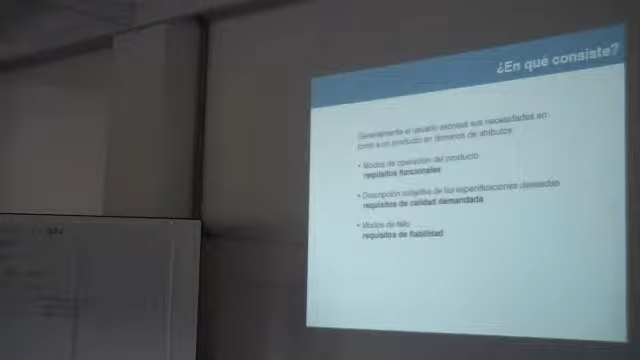 ¿En qué consiste?
Generalmente el usuario expresa sus necesidades en
torno a un producto en términos de atributos:
• Modos de operación del producto
requisitos funcionales
• Descripción subjetiva de las especificaciones deseadas
requisitos de calidad demandada
• Modos de fallo
requisitos de fiabilidad